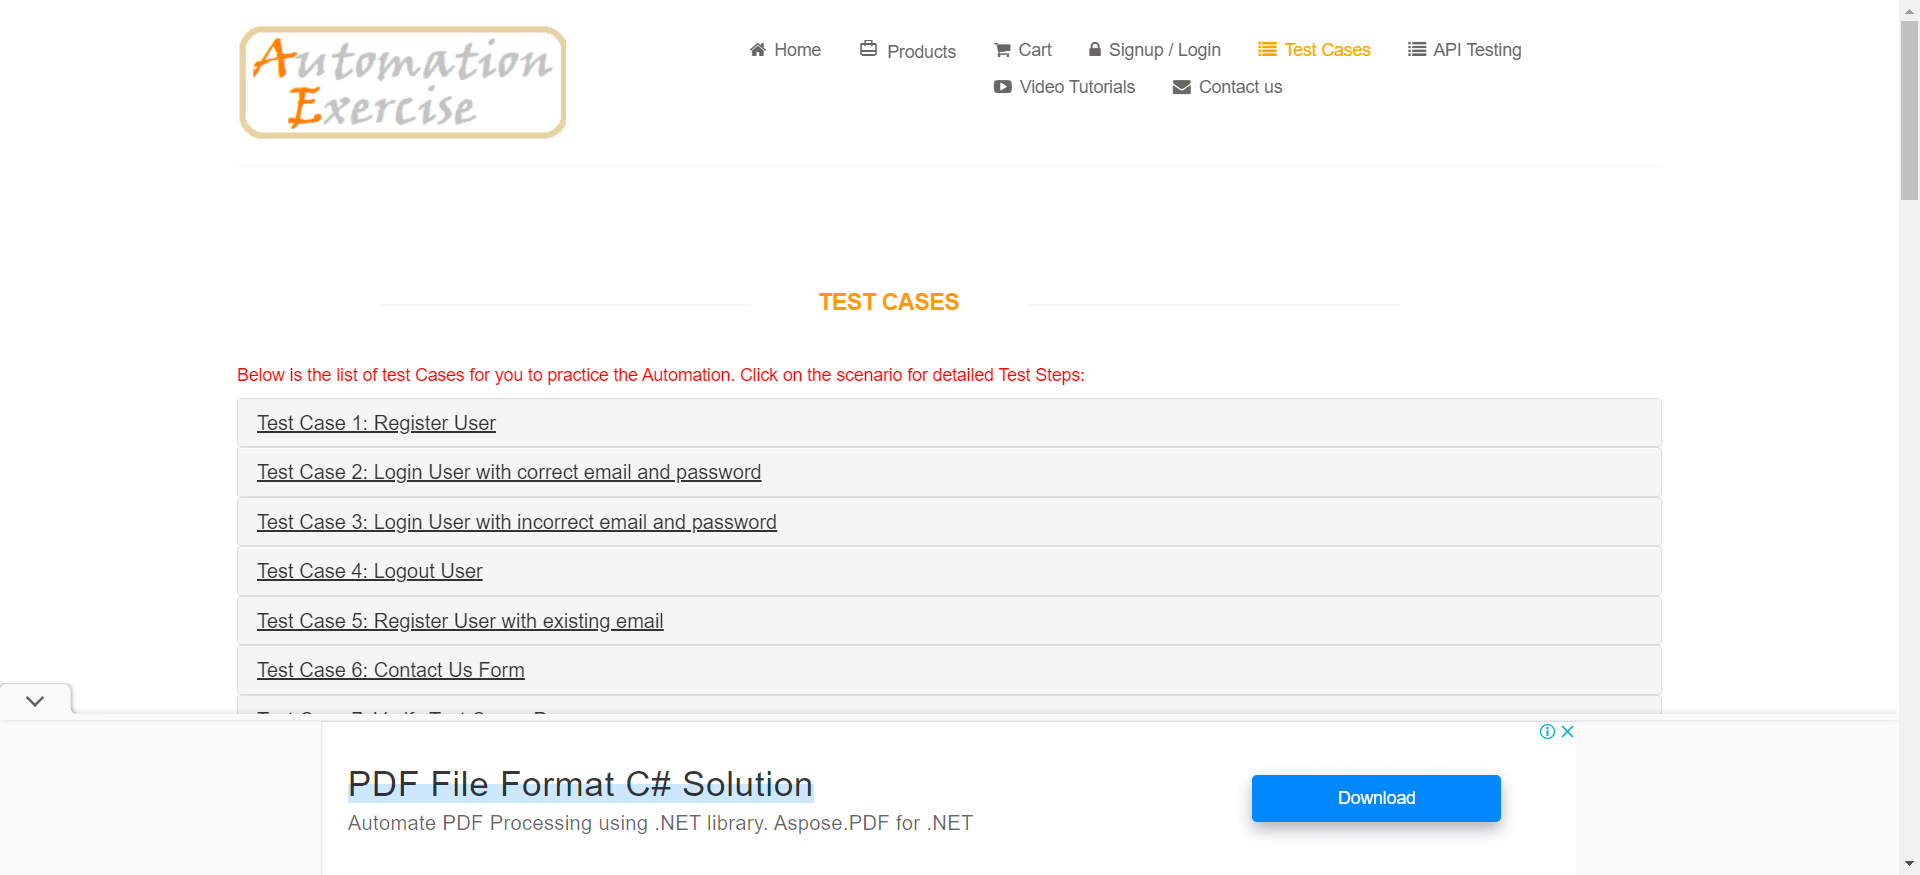 Automation
Exercise
Home
Products
Cart
Signup / Login
Test Cases
API Testing
Video Tutorials
Contact us
TEST CASES
Below is the list of test Cases for you to practice the Automation. Click on the scenario for detailed Test Steps:
Test Case 1: Register User
Test Case 2: Login User with correct email and password
Test Case 3: Login User with incorrect email and password
Test Case 4: Logout User
Test Case 5: Register User with existing email
Test Case 6: Contact Us Form
PDF File Format C# Solution
Automate PDF Processing using .NET library. Aspose.PDF for .NET
Download